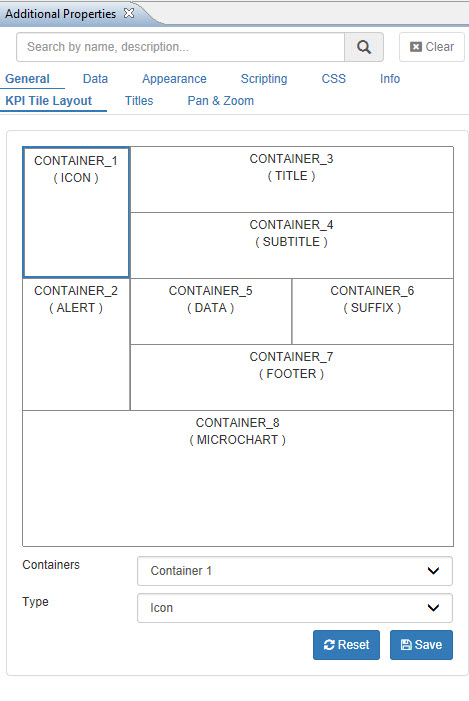 Additional Properties
Search by name, description...
Clear
General Data Appearance Scripting CSS Info
KPI Tile Layout Titles Pan & Zoom
CONTAINER_1
( ICON )
CONTAINER_3
( TITLE )
CONTAINER_4
( SUBTITLE )
CONTAINER_2
( ALERT )
CONTAINER_5
( DATA )
CONTAINER_6
( SUFFIX )
CONTAINER_7
( FOOTER )
CONTAINER_8
( MICROCHART )
Containers Container 1
Type Icon
Reset Save